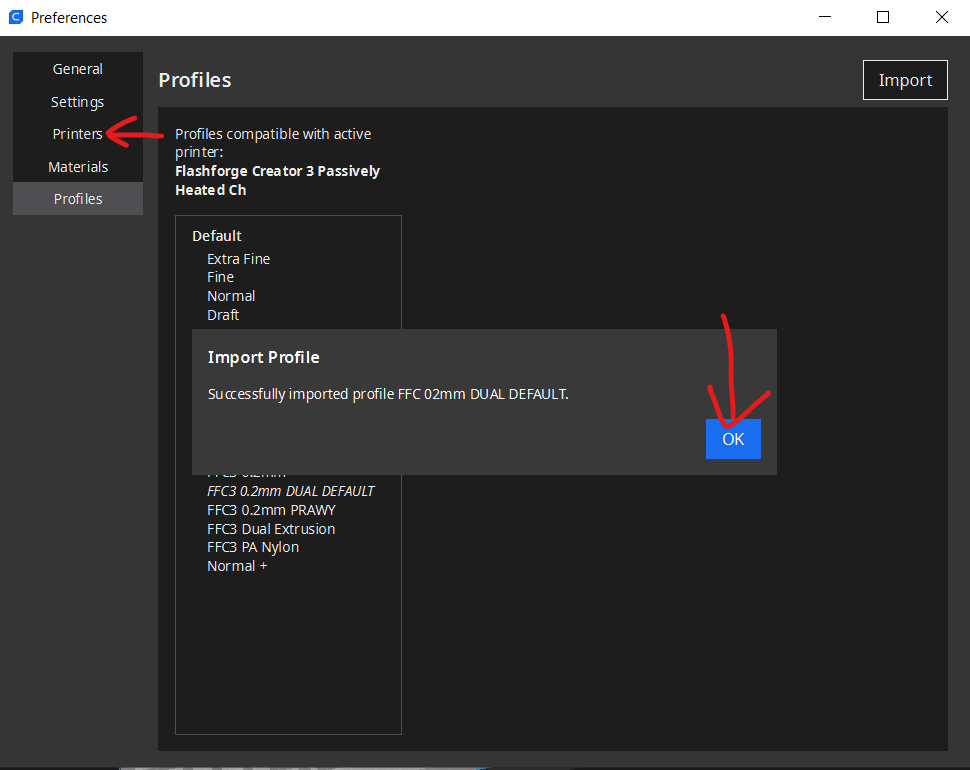 Preferences
General
Settings
Printers
Materials
Profiles
Profiles
Import
Profiles compatible with active
printer:
Flashforge Creator 3 Passively
Heated Ch
Default
Extra Fine
Fine
Normal
Draft
Import Profile
Successfully imported profile FFC 02mm DUAL DEFAULT.
OK
FFC3 0.2mm
FFC3 0.2mm DUAL DEFAULT
FFC3 0.2mm PRAWY
FFC3 Dual Extrusion
FFC3 PA Nylon
Normal +